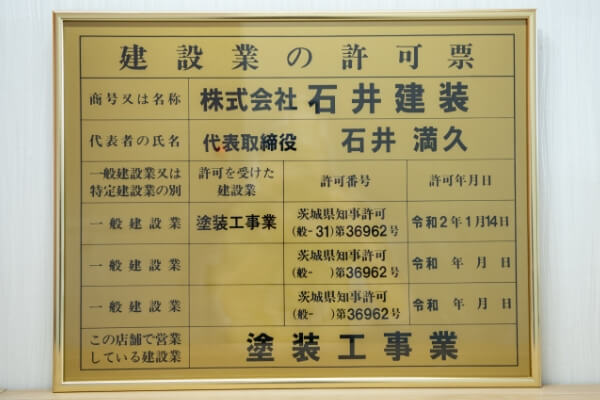 建設業の許可票
商号又は名称 株式会社 石井建装
代表者の氏名 代表取締役 石井 満久
一般建設業又は
特定建設業の別
許可を受けた
建設業
許可番号
許可年月日
一般建設業 塗装工事業
茨城県知事許可
(般-31)第36962号
令和2年1月14日
一般建設業
茨城県知事許可
(般- )第36962号
令和 年 月 日
一般建設業
茨城県知事許可
(般- )第36962号
令和 年 月 日
この店舗で営業
している建設業
塗装工事業